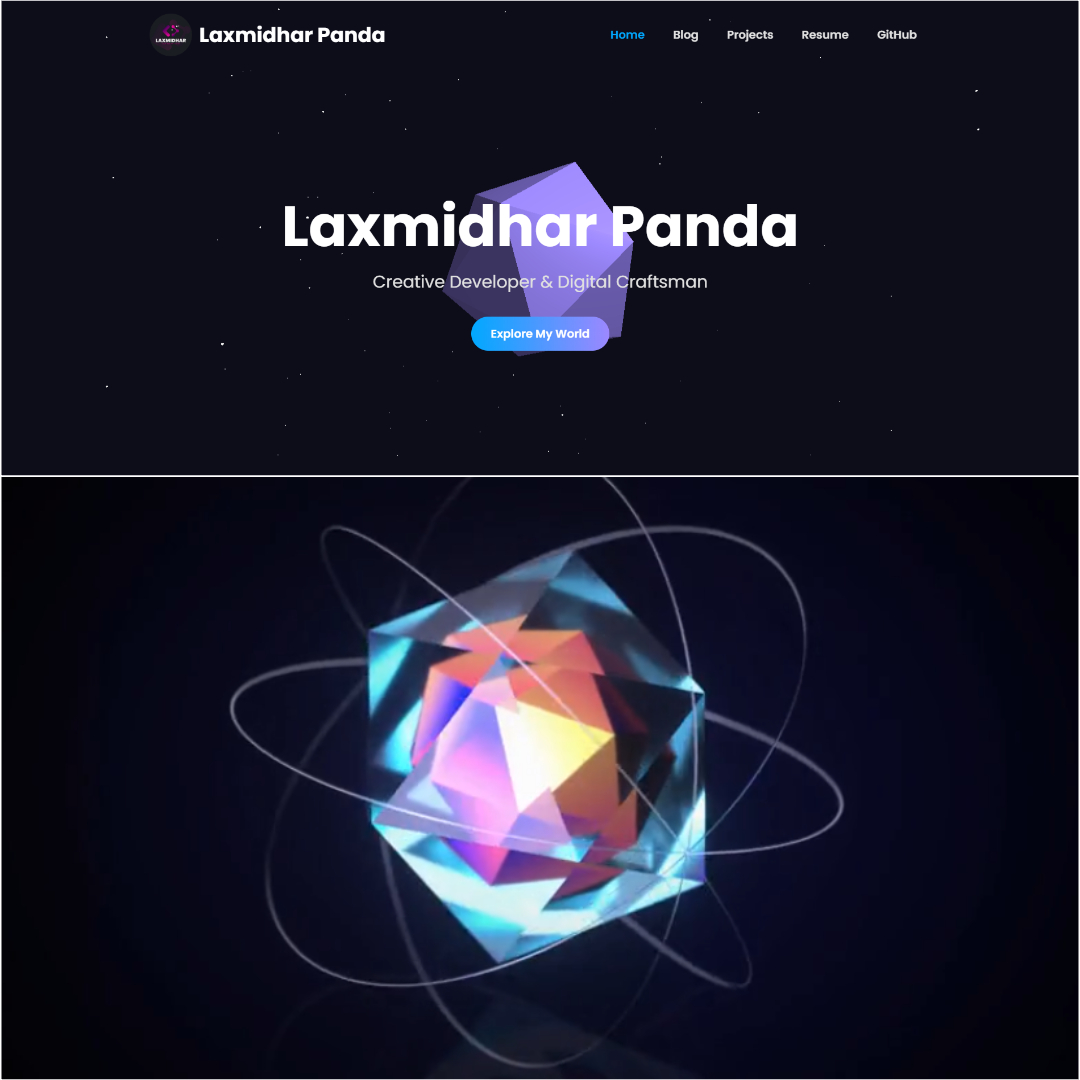 LAXMIDHAR
Laxmidhar Panda
Home
Blog
Projects
Resume
GitHub
Laxmidhar Panda
Creative Developer & Digital Craftsman
Explore My World